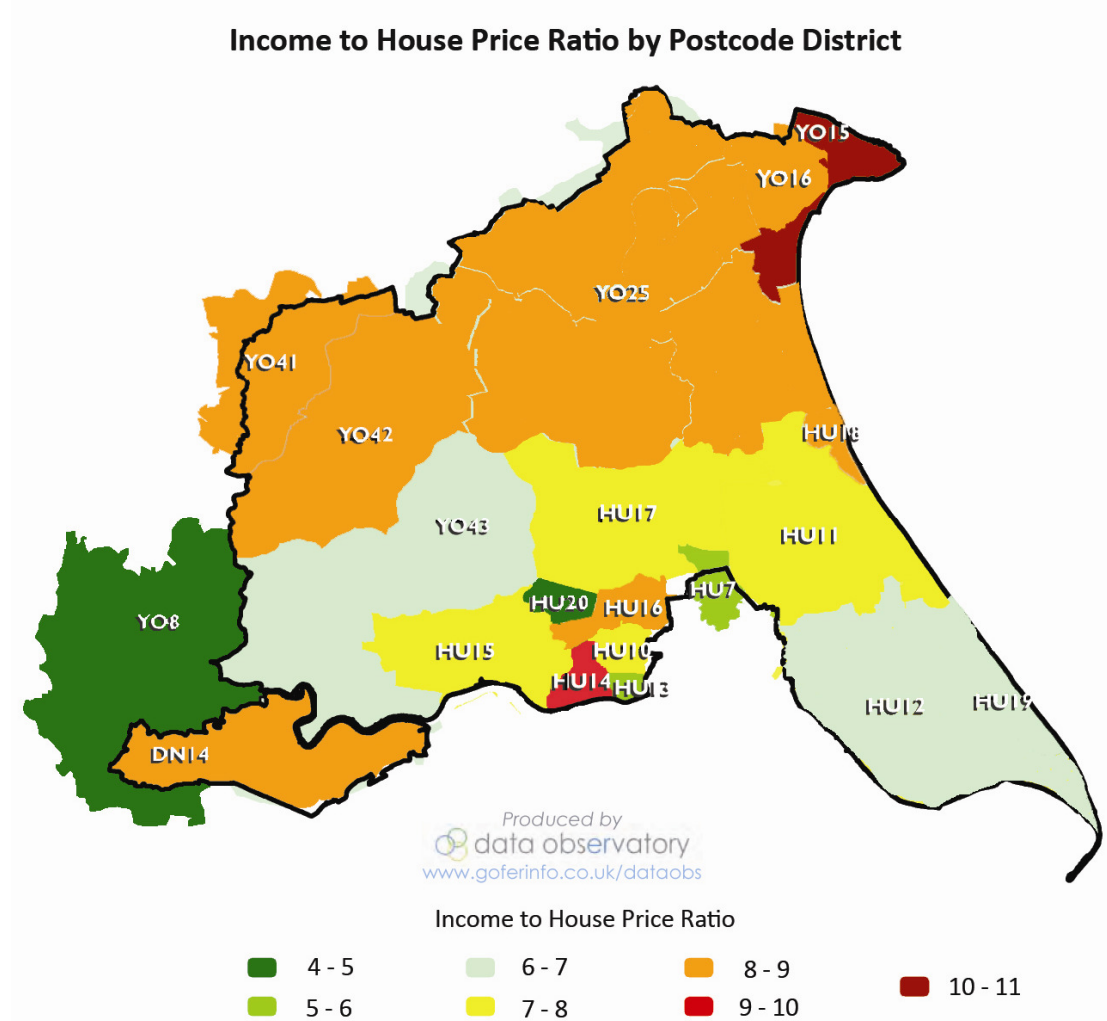 Income to House Price Ratio by Postcode District
YO15
YO16
YO25
YO41
YO42
HU18
YO43
HU17
HU11
HU7
HU20
HU16
YO8
HU15
HU10
HU14
HU13
HU12
HU19
DN14
Produced by
data observatory
www.goferinfo.co.uk/dataobs
Income to House Price Ratio
4 - 5
6 - 7
8 - 9
10 - 11
5 - 6
7 - 8
9 - 10